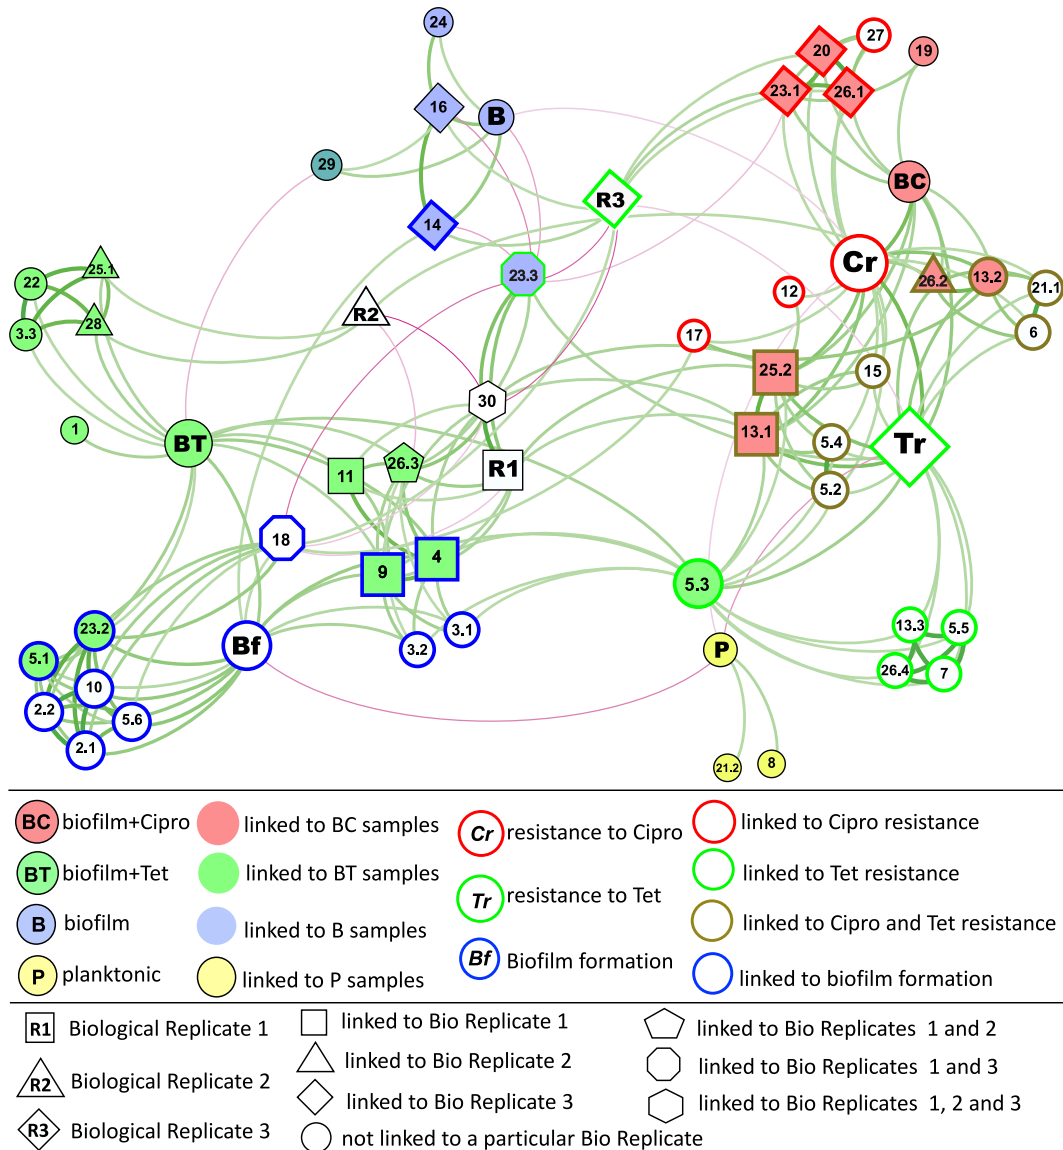 24
27
20
19
16
23.1
26.1
B
29
BC
R3
14
Cr
25.1
22
23.3
26.2
13.2
21.1
12
R2
28
3.3
17
6
25.2
15
30
1
BT
13.1
5.4
Tr
26.3
R1
11
5.2
18
4
9
5.3
23.2
3.1
13.3
5.5
Bf
3.2
P
5.1
26.4
7
10
2.2
5.6
2.1
21.2
8
BC biofilm+Cipro linked to BC samples Cr resistance to Cipro linked to Cipro resistance
BT biofilm+Tet linked to BT samples Tr resistance to Tet linked to Tet resistance
B biofilm linked to B samples Bf Biofilm formation linked to Cipro and Tet resistance
P planktonic linked to P samples linked to biofilm formation
R1 Biological Replicate 1 linked to Bio Replicate 1 linked to Bio Replicates 1 and 2
R2 Biological Replicate 2 linked to Bio Replicate 2 linked to Bio Replicates 1 and 3
R3 Biological Replicate 3 linked to Bio Replicate 3 linked to Bio Replicates 1, 2 and 3
not linked to a particular Bio Replicate